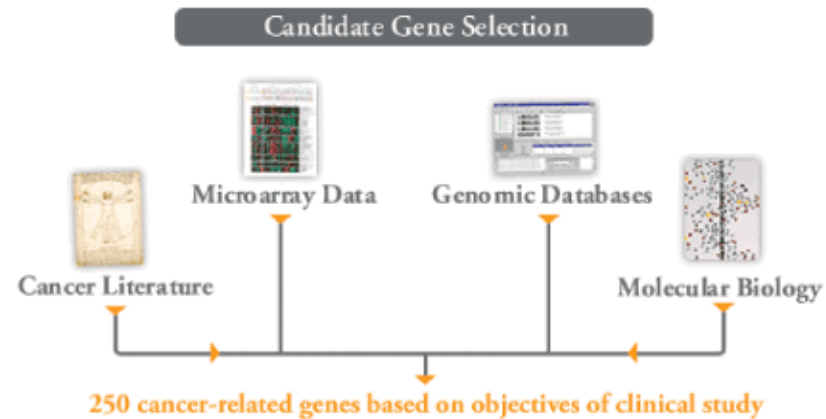 Candidate Gene Selection
Microarray Data
Genomic Databases
Cancer Literature
Molecular Biology
250 cancer-related genes based on objectives of clinical study